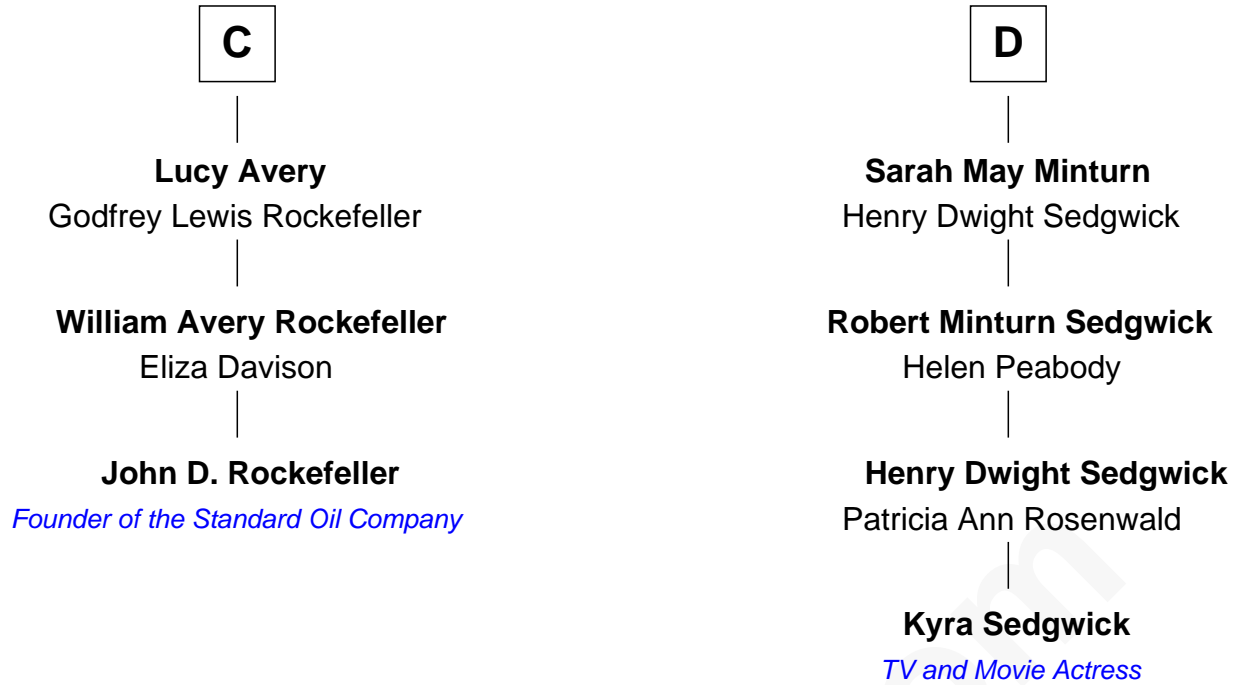 C
Lucy Avery
Godfrey Lewis Rockefeller
William Avery Rockefeller
Eliza Davison
John D. Rockefeller
Founder of the Standard Oil Company
D
Sarah May Minturn
Henry Dwight Sedgwick
Robert Minturn Sedgwick
Helen Peabody
Henry Dwight Sedgwick
Patricia Ann Rosenwald
Kyra Sedgwick
TV and Movie Actress